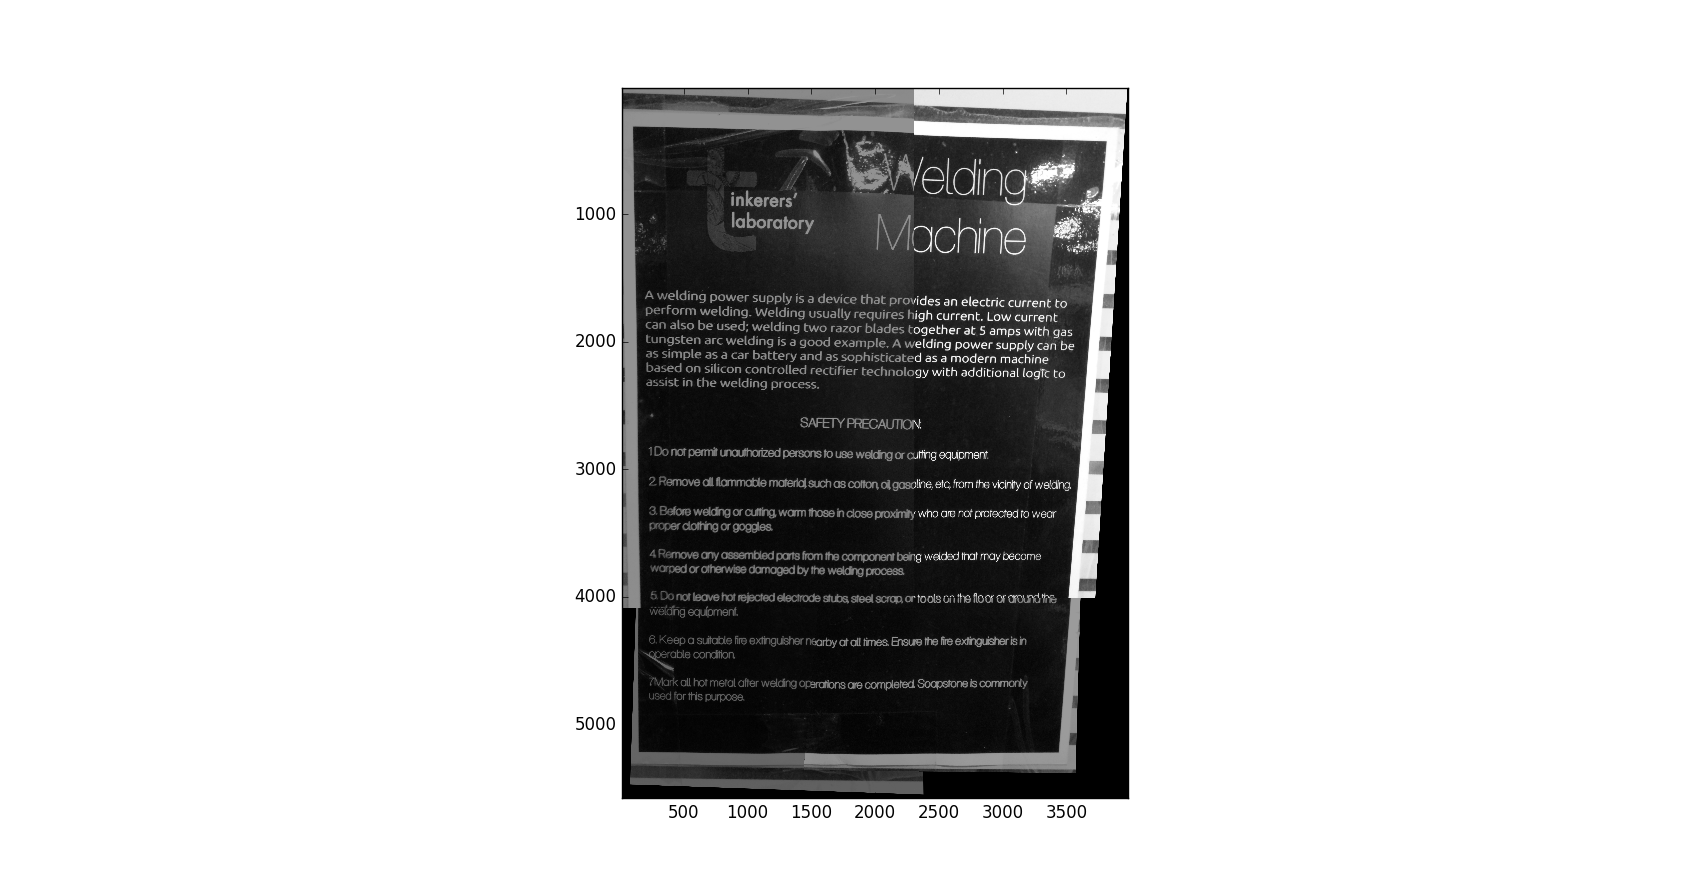 Welding
Machine
tinkerers'
laboratory
A welding power supply is a device that provides an electric current to
perform welding. Welding usually requires high current. Low current
can also be used; welding two razor blades together at 5 amps with gas
tungsten arc welding is a good example. A welding power supply can be
as simple as a car battery and as sophisticated as a modern machine
based on silicon controlled rectifier technology with additional logic to
assist in the welding process.
SAFETY PRECAUTION:
1.Do not permit unauthorized persons to use welding or cutting equipment.
2. Remove all flammable material, such as cotton, oil, gasoline, etc, from the vicinity of welding.
3. Before welding or cutting, warm those in close proximity who are not protected to wear
proper clothing or goggles.
4 Remove any assembled parts from the component being welded that may become
warped or otherwise damaged by the welding process.
5. Do not leave hot rejected electrode stubs, steel scrap, or tools on the floor or around the
welding equipment.
6. Keep a suitable fire extinguisher nearby at all times. Ensure the fire extinguisher is in
operable condition.
7.Mark all hot metal after welding operations are completed. Soapstone is commonly
used for this purpose.
1000
2000
3000
4000
5000
500
1000
1500
2000
2500
3000
3500